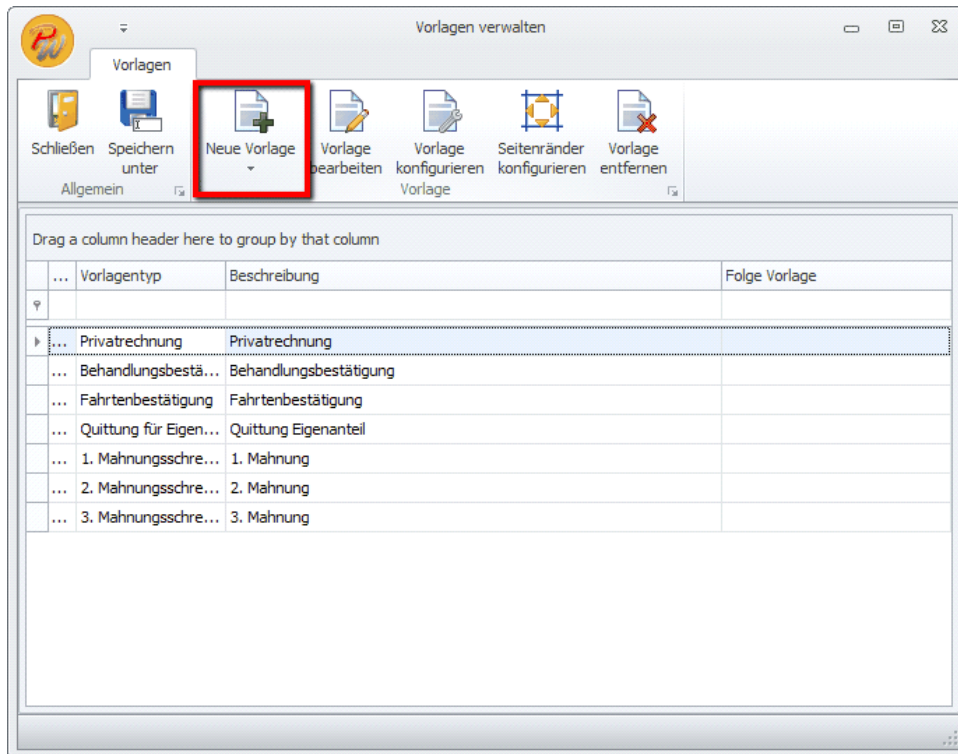 PW
Vorlagen verwalten
Vorlagen
Schließen
Speichern
unter
Neue Vorlage
Vorlage
bearbeiten
Vorlage
konfigurieren
Seitenränder
konfigurieren
Vorlage
entfernen
Allgemein
Vorlage
Drag a column header here to group by that column
... Vorlagentyp Beschreibung Folge Vorlage
... Privatrechnung Privatrechnung
... Behandlungsbestä... Behandlungsbestätigung
... Fahrtenbestätigung Fahrtenbestätigung
... Quittung für Eigen... Quittung Eigenanteil
... 1. Mahnungsschre... 1. Mahnung
... 2. Mahnungsschre... 2. Mahnung
... 3. Mahnungsschre... 3. Mahnung